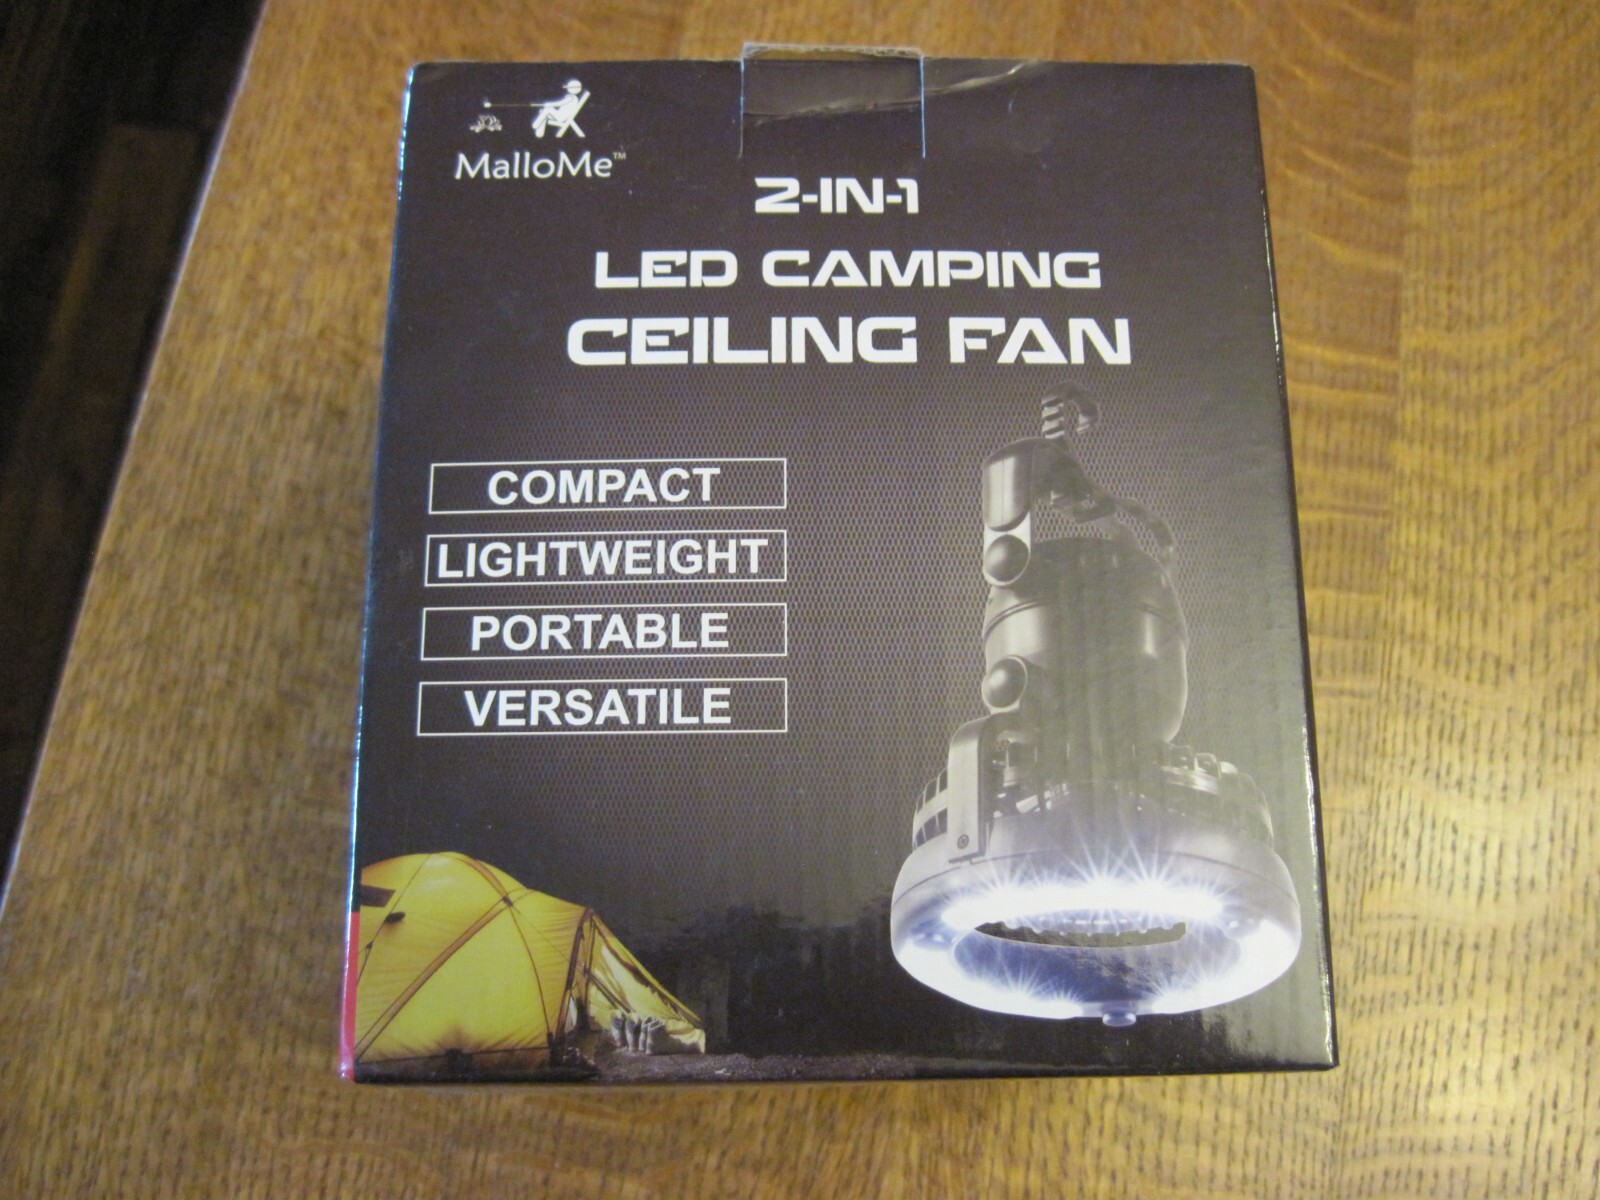 MalloMe™
2-IN-1
LED CAMPING
CEILING FAN
COMPACT
LIGHTWEIGHT
PORTABLE
VERSATILE